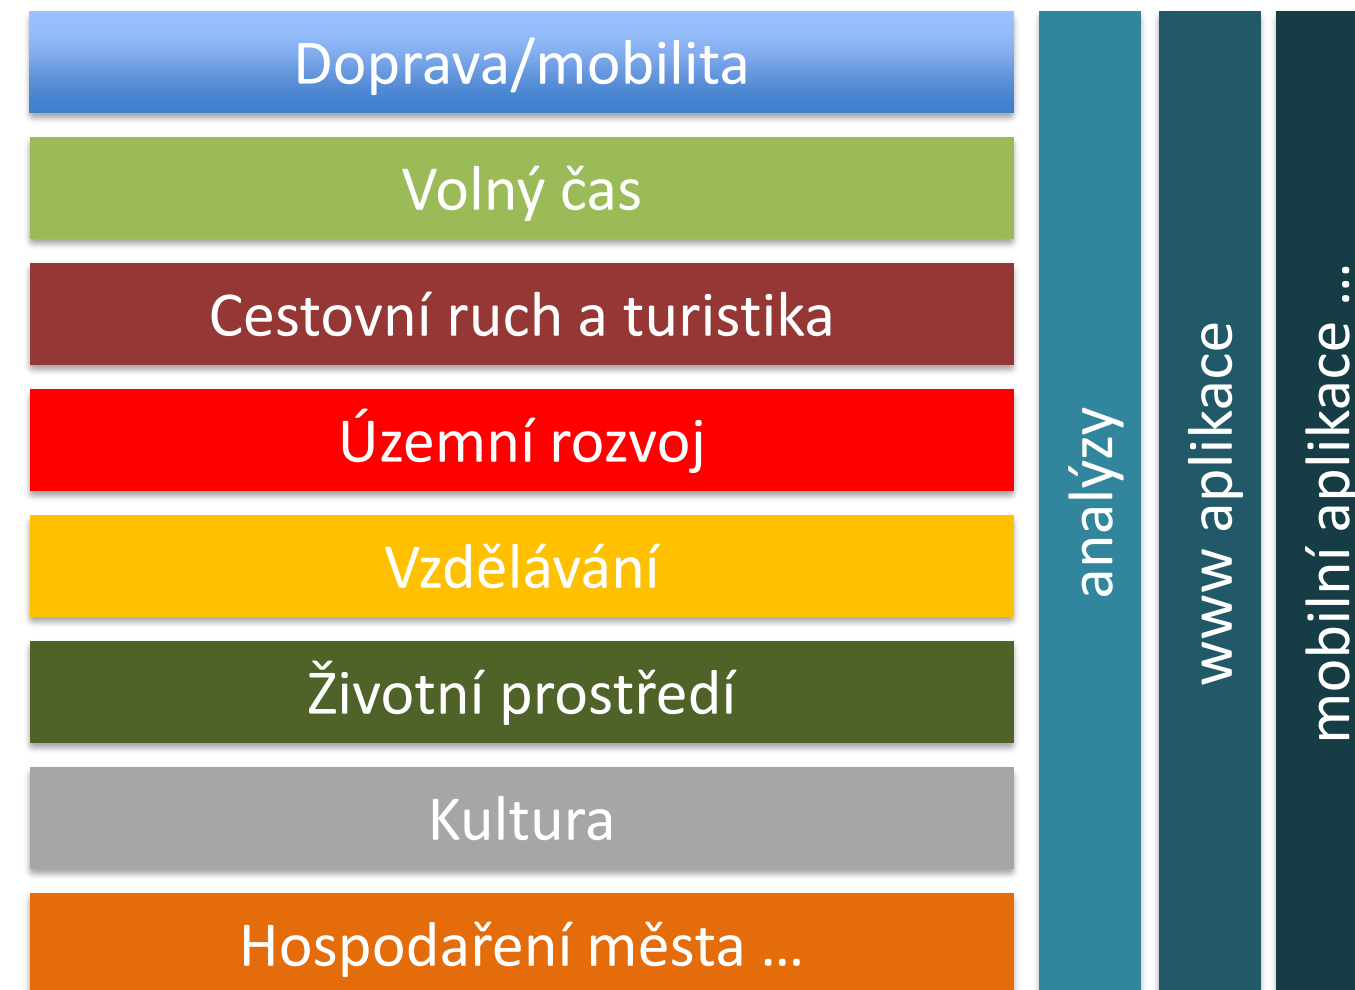 Doprava/mobilita
Volný čas
Cestovní ruch a turistika
Územní rozvoj
Vzdělávání
Životní prostředí
Kultura
Hospodaření města ...
analýzy
www aplikace
mobilní aplikace ...